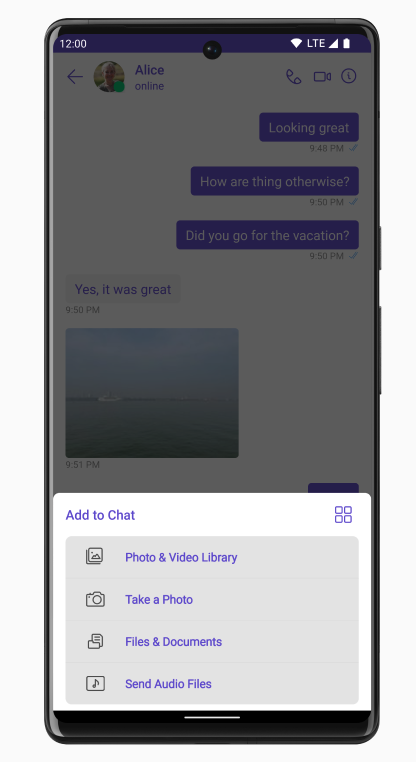 12:00
LTE
Alice
online
Looking great
9:48 PM
How are thing otherwise?
9:50 PM
Did you go for the vacation?
9:50 PM
Yes, it was great
9:50 PM
9:51 PM
Add to Chat
Photo & Video Library
Take a Photo
Files & Documents
Send Audio Files